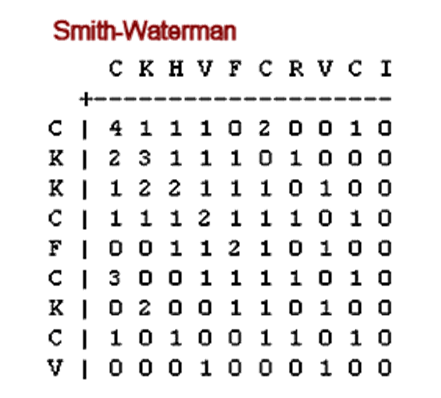 Smith-Waterman
C K H V F C R V C I
+--------------------
C | 4 1 1 1 0 2 0 0 1 0
K | 2 3 1 1 1 0 1 0 0 0
K | 1 2 2 1 1 1 0 1 0 0
C | 1 1 1 2 1 1 1 0 1 0
F | 0 0 1 1 2 1 0 1 0 0
C | 3 0 0 1 1 1 1 0 1 0
K | 0 2 0 0 1 1 0 1 0 0
C | 1 0 1 0 0 1 1 0 1 0
V | 0 0 0 1 0 0 0 1 0 0